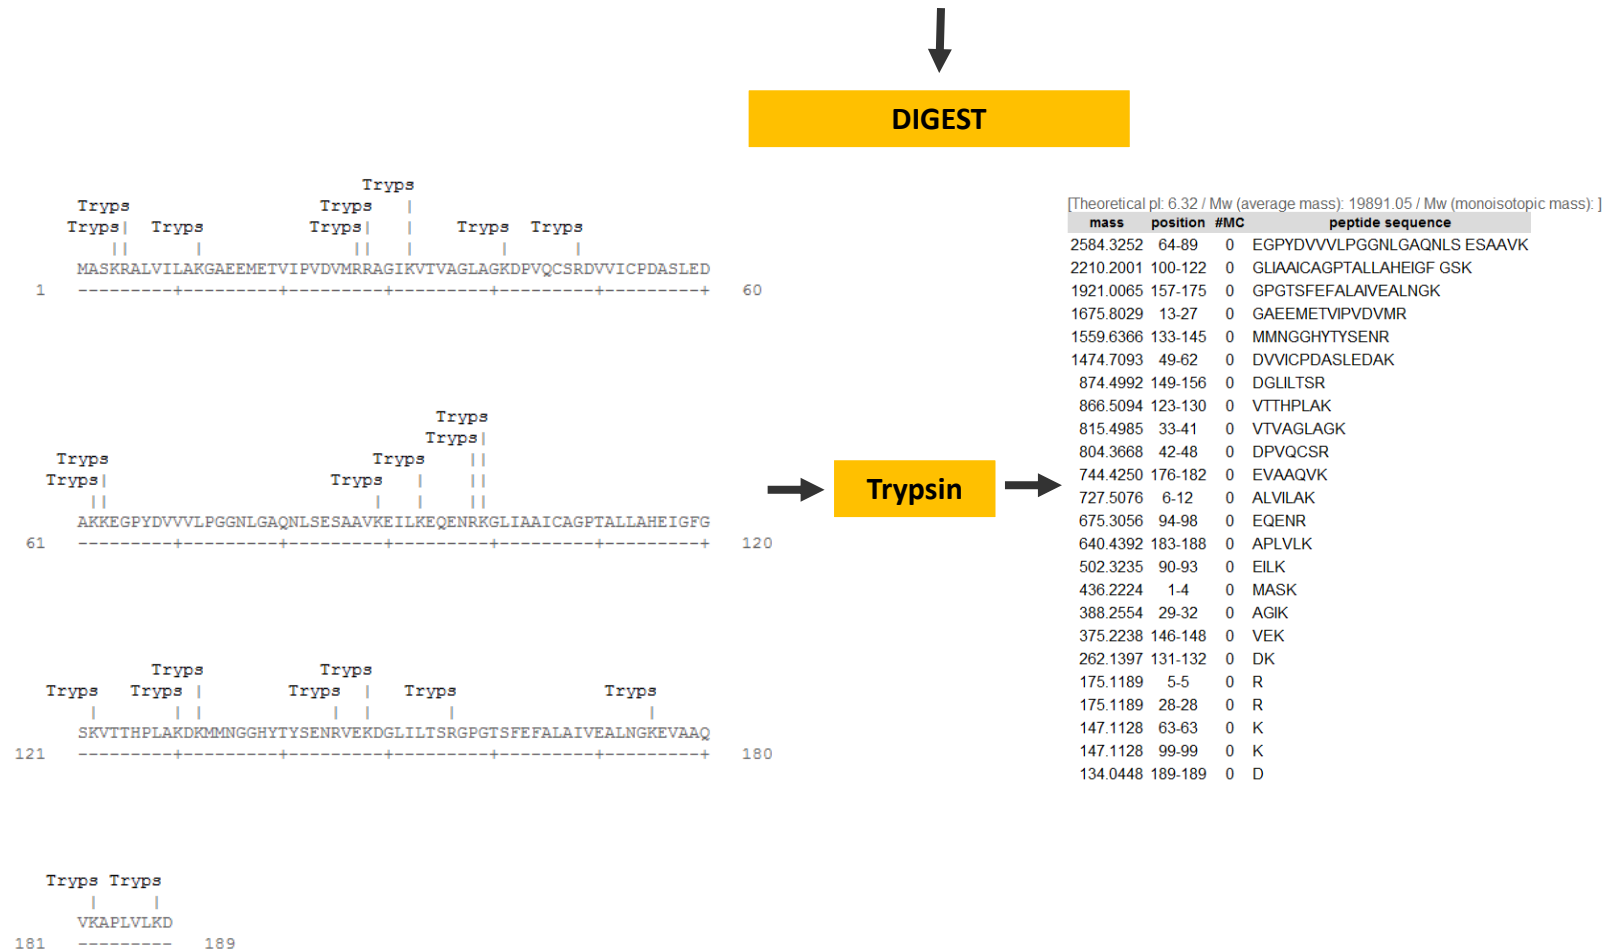 DIGEST
Tryps
Tryps Tryps |
Tryps| Tryps Tryps| | Tryps Tryps
|| | || | | |
MASKRALVILAKGAEEMETVIPVDVMRRAGIKVTVAGLAGKDPVQCSRDVVICPDASLED
1 ---------+---------+---------+---------+---------+---------+ 60
Tryps
Tryps|
Tryps Tryps ||
Tryps| Tryps | ||
|| | | ||
AKKEGPYDVVVLPGGNLGAQNLSESAAVKEILKEQENRKGLIAAICAGPTALLAHEIGFG
61 ---------+---------+---------+---------+---------+---------+ 120
Tryps Tryps
Tryps Tryps | Tryps | Tryps Tryps
| | | | | | |
SKVTTHPLAKDKMMNGGHYTYSENRVEKDGLILTSRGPGTSFEFALAIVEALNGKEVAAQ
121 ---------+---------+---------+---------+---------+---------+ 180
Tryps Tryps
| |
VKAPLVLKD
181 --------- 189
Trypsin
[Theoretical pI: 6.32 / Mw (average mass): 19891.05 / Mw (monoisotopic mass): ]
mass position #MC peptide sequence
2584.3252 64-89 0 EGPYDVVVLPGGNLGAQNLS ESAAVK
2210.2001 100-122 0 GLIAAICAGPTALLAHEIGF GSK
1921.0065 157-175 0 GPGTSFEFALAIVEALNGK
1675.8029 13-27 0 GAEEMETVIPVDVMR
1559.6366 133-145 0 MMNGGHYTYSENR
1474.7093 49-62 0 DVVICPDASLEDAK
874.4992 149-156 0 DGLILTSR
866.5094 123-130 0 VTTHPLAK
815.4985 33-41 0 VTVAGLAGK
804.3668 42-48 0 DPVQCSR
744.4250 176-182 0 EVAAQVK
727.5076 6-12 0 ALVILAK
675.3056 94-98 0 EQENR
640.4392 183-188 0 APLVLK
502.3235 90-93 0 EILK
436.2224 1-4 0 MASK
388.2554 29-32 0 AGIK
375.2238 146-148 0 VEK
262.1397 131-132 0 DK
175.1189 5-5 0 R
175.1189 28-28 0 R
147.1128 63-63 0 K
147.1128 99-99 0 K
134.0448 189-189 0 D